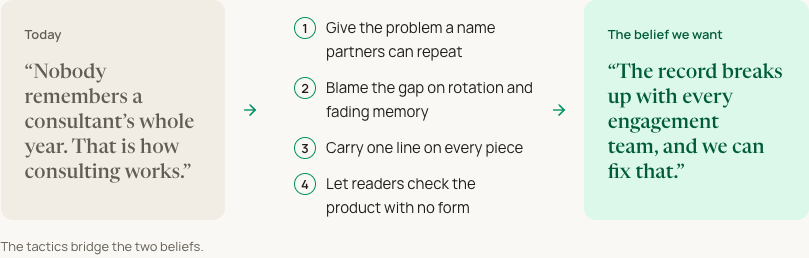 Today
“Nobody
remembers a
consultant’s whole
year. That is how
consulting works.”
1 Give the problem a name
partners can repeat
2 Blame the gap on rotation and
fading memory
3 Carry one line on every piece
4 Let readers check the
product with no form
The belief we want
“The record breaks
up with every
engagement
team, and we can
fix that.”
The tactics bridge the two beliefs.